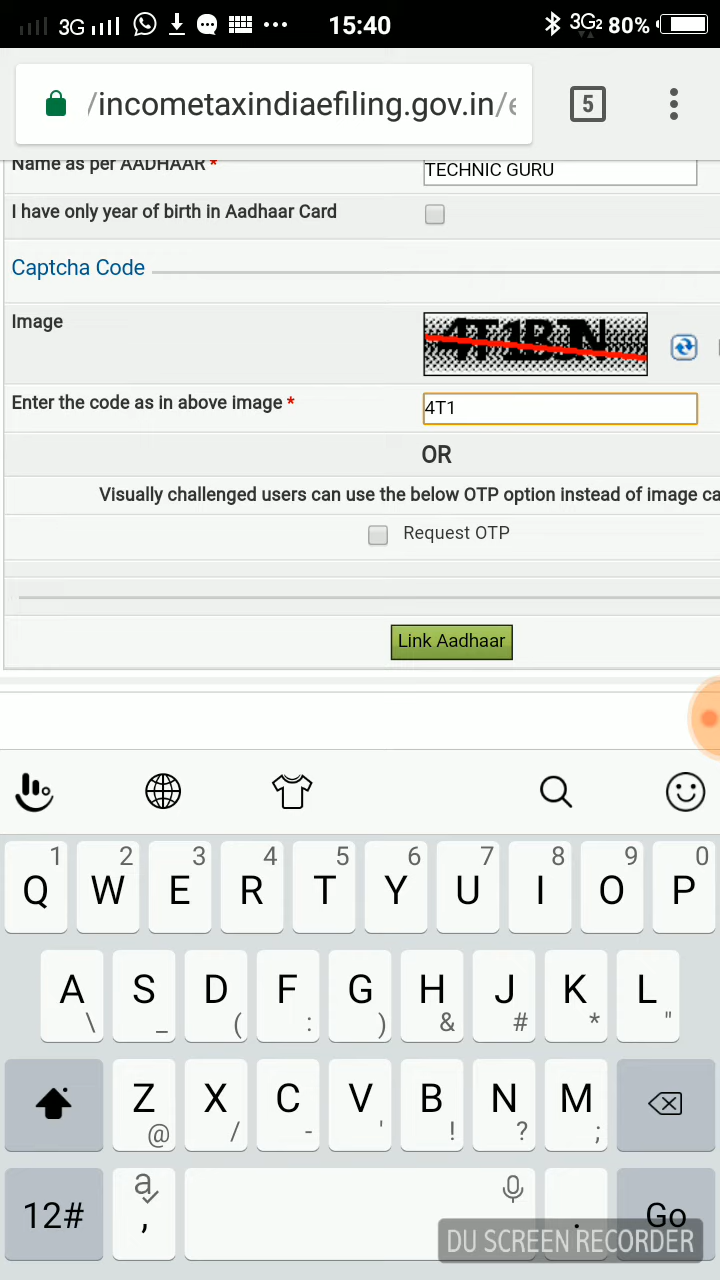 3G 15:40 3G2 80%
/incometaxindiaefiling.gov.in/e 5
Name as per AADHAAR * TECHNIC GURU
I have only year of birth in Aadhaar Card
Captcha Code
Image
Enter the code as in above image * 4T1
OR
Visually challenged users can use the below OTP option instead of image ca
Request OTP
Link Aadhaar
1 2 3 4 5 6 7 8 9 0
Q W E R T Y U I O P
A S D F G H J K L
\ _ ( : ) & # * "
Z X C V B N M
@ / - ' ! ? ;
12# a , . Go
DU SCREEN RECORDER